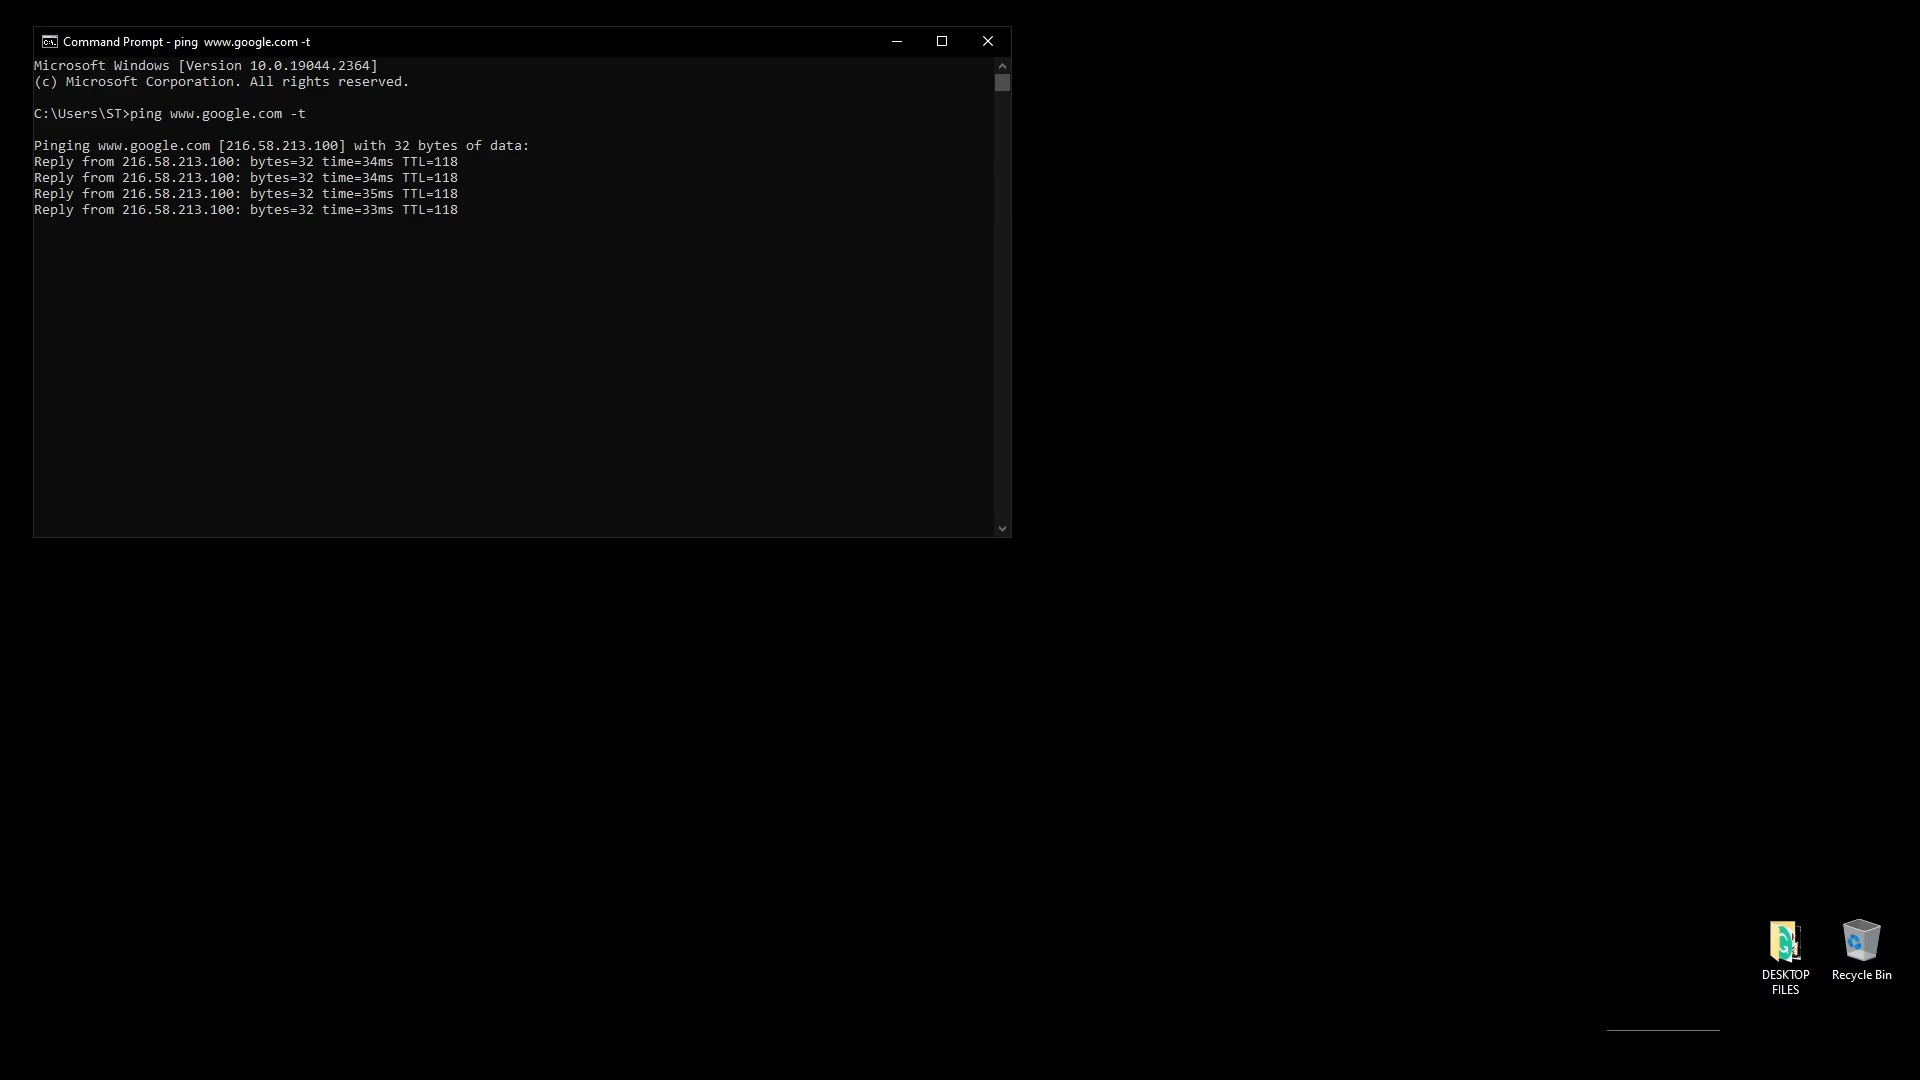 Command Prompt - ping  www.google.com -t
Microsoft Windows [Version 10.0.19044.2364]
(c) Microsoft Corporation. All rights reserved.
C:\Users\ST>ping www.google.com -t
Pinging www.google.com [216.58.213.100] with 32 bytes of data:
Reply from 216.58.213.100: bytes=32 time=34ms TTL=118
Reply from 216.58.213.100: bytes=32 time=34ms TTL=118
Reply from 216.58.213.100: bytes=32 time=35ms TTL=118
Reply from 216.58.213.100: bytes=32 time=33ms TTL=118
DESKTOP
FILES
Recycle Bin